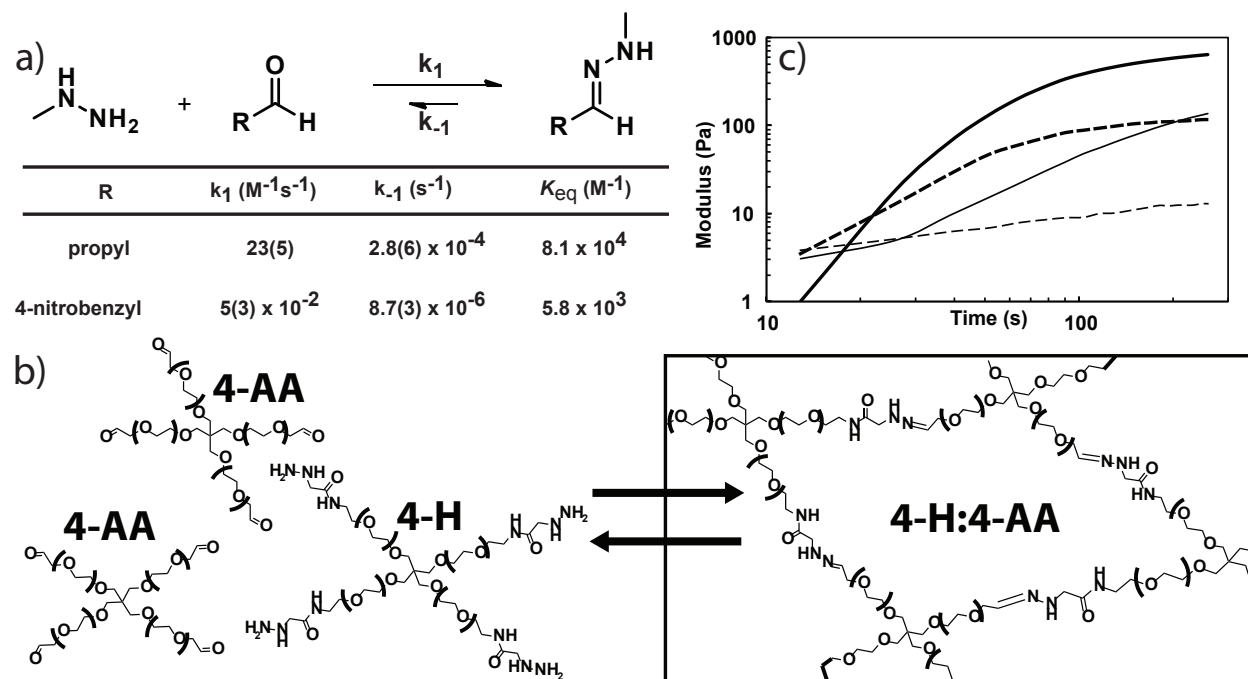 a)
H
N
NH₂
+
O
R
H
k₁
k₋₁
N
NH
R
H
R
k₁ (M⁻¹s⁻¹)
k₋₁ (s⁻¹)
Keq (M⁻¹)
propyl
23(5)
2.8(6) x 10⁻⁴
8.1 x 10⁴
4-nitrobenzyl
5(3) x 10⁻²
8.7(3) x 10⁻⁶
5.8 x 10³
c)
Modulus (Pa)
1000
100
10
1
10
100
Time (s)
b)
4-AA
4-AA
4-H
4-H:4-AA